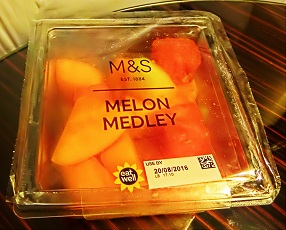 M&S
EST. 1884
MELON
MEDLEY
eat
well
USE BY
20/08/2016